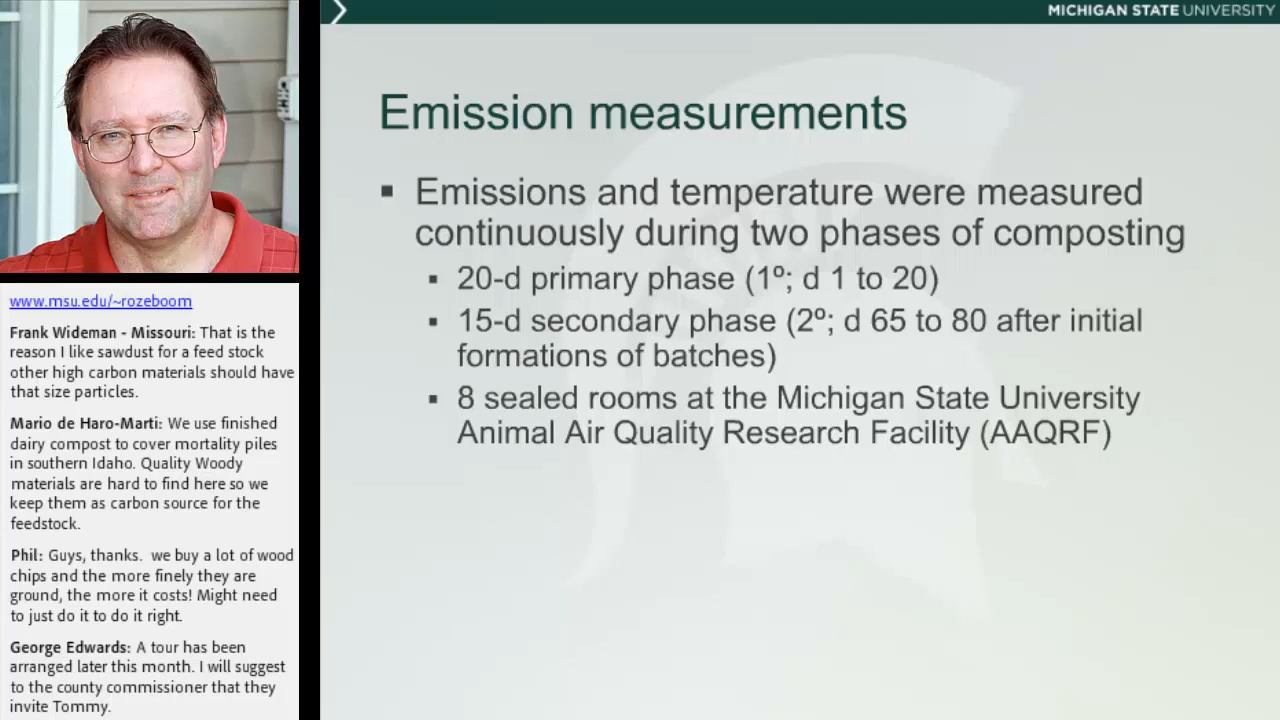 MICHIGAN STATE UNIVERSITY
Emission measurements
▪ Emissions and temperature were measured
continuously during two phases of composting
▪ 20-d primary phase (1º; d 1 to 20)
▪ 15-d secondary phase (2º; d 65 to 80 after initial
formations of batches)
▪ 8 sealed rooms at the Michigan State University
Animal Air Quality Research Facility (AAQRF)
www.msu.edu/~rozeboom
Frank Wideman - Missouri: That is the
reason I like sawdust for a feed stock
other high carbon materials should have
that size particles.
Mario de Haro-Marti: We use finished
dairy compost to cover mortality piles
in southern Idaho. Quality Woody
materials are hard to find here so we
keep them as carbon source for the
feedstock.
Phil: Guys, thanks.  we buy a lot of wood
chips and the more finely they are
ground, the more it costs! Might need
to just do it to do it right.
George Edwards: A tour has been
arranged later this month. I will suggest
to the county commissioner that they
invite Tommy.